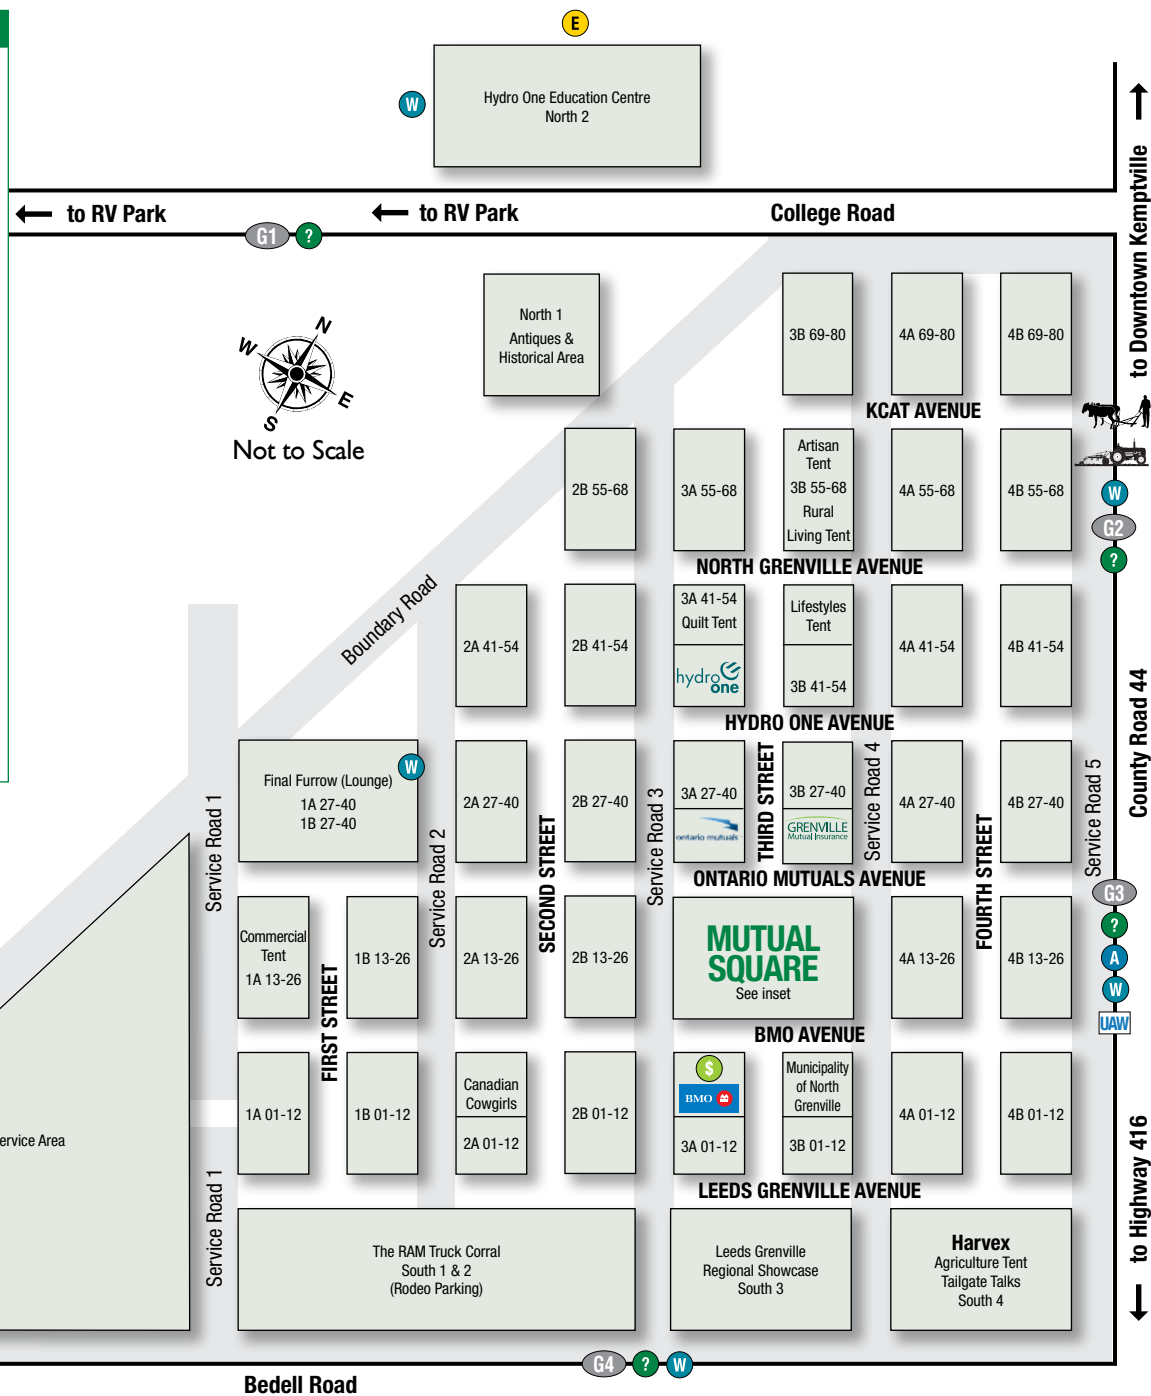 E
W
Hydro One Education Centre
North 2
to Downtown Kemptville
to RV Park
to RV Park
College Road
G1
?
North 1
Antiques &
Historical Area
3B 69-80
4A 69-80
4B 69-80
N
W
E
S
Not to Scale
KCAT AVENUE
2B 55-68
3A 55-68
Artisan
Tent
3B 55-68
Rural
Living Tent
4A 55-68
4B 55-68
W
G2
?
NORTH GRENVILLE AVENUE
Boundary Road
2A 41-54
2B 41-54
3A 41-54
Quilt Tent
hydro
one
Lifestyles
Tent
3B 41-54
4A 41-54
4B 41-54
HYDRO ONE AVENUE
County Road 44
Final Furrow (Lounge)
1A 27-40
1B 27-40
W
2A 27-40
2B 27-40
3A 27-40
ontario mutuals
3B 27-40
GRENVILLE
Mutual Insurance
4A 27-40
4B 27-40
Service Road 1
Service Road 2
SECOND STREET
Service Road 3
THIRD STREET
Service Road 4
FOURTH STREET
Service Road 5
ONTARIO MUTUALS AVENUE
G3
?
A
W
UAW
Commercial
Tent
1A 13-26
FIRST STREET
1B 13-26
2A 13-26
2B 13-26
MUTUAL
SQUARE
See inset
4A 13-26
4B 13-26
BMO AVENUE
1A 01-12
1B 01-12
Canadian
Cowgirls
2A 01-12
2B 01-12
$
BMO
3A 01-12
Municipality
of North
Grenville
3B 01-12
4A 01-12
4B 01-12
ervice Area
LEEDS GRENVILLE AVENUE
to Highway 416
Service Road 1
The RAM Truck Corral
South 1 & 2
(Rodeo Parking)
Leeds Grenville
Regional Showcase
South 3
Harvex
Agriculture Tent
Tailgate Talks
South 4
G4
?
W
Bedell Road